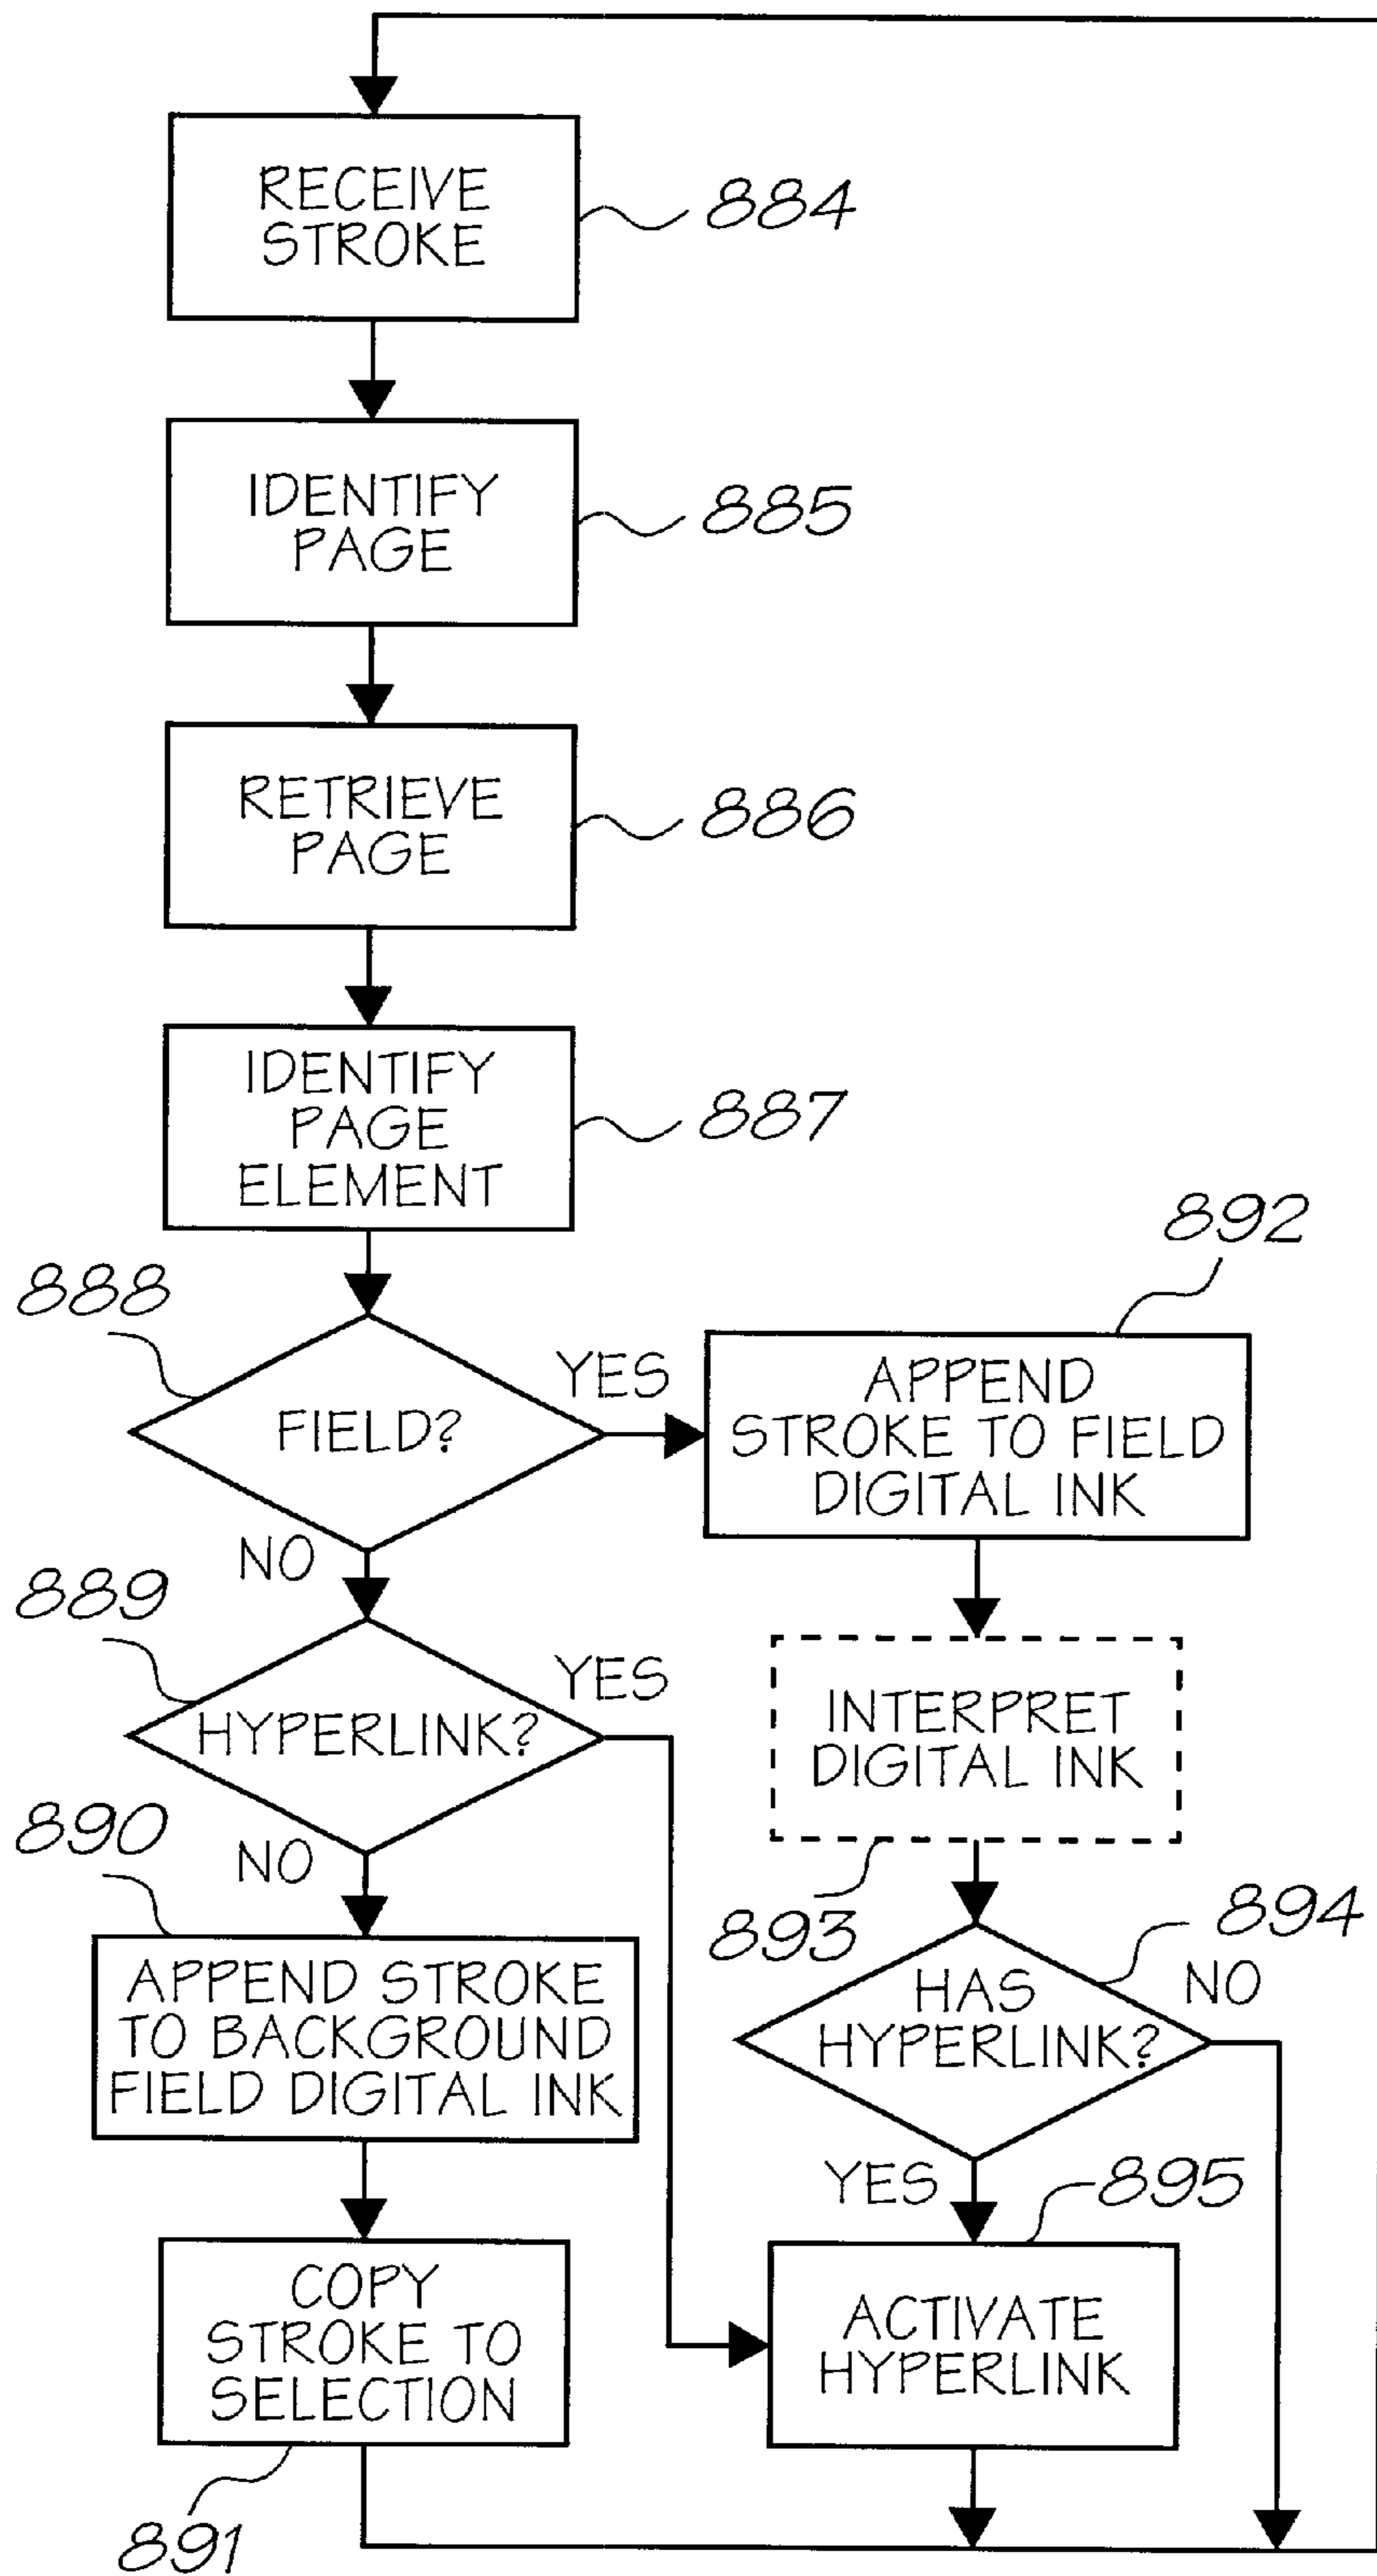 RECEIVE
STROKE
884
IDENTIFY
PAGE
885
RETRIEVE
PAGE
886
IDENTIFY
PAGE
ELEMENT
887
888
FIELD?
YES
NO
892
APPEND
STROKE TO FIELD
DIGITAL INK
889
HYPERLINK?
YES
NO
INTERPRET
DIGITAL INK
893
890
APPEND STROKE
TO BACKGROUND
FIELD DIGITAL INK
894
HAS
HYPERLINK?
NO
YES
895
COPY
STROKE TO
SELECTION
891
ACTIVATE
HYPERLINK